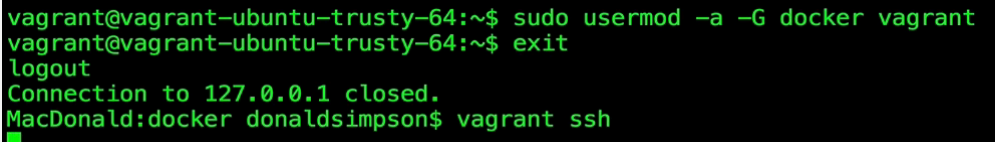 vagrant@vagrant-ubuntu-trusty-64:~$ sudo usermod -a -G docker vagrant
vagrant@vagrant-ubuntu-trusty-64:~$ exit
logout
Connection to 127.0.0.1 closed.
MacDonald:docker donaldsimpson$ vagrant ssh